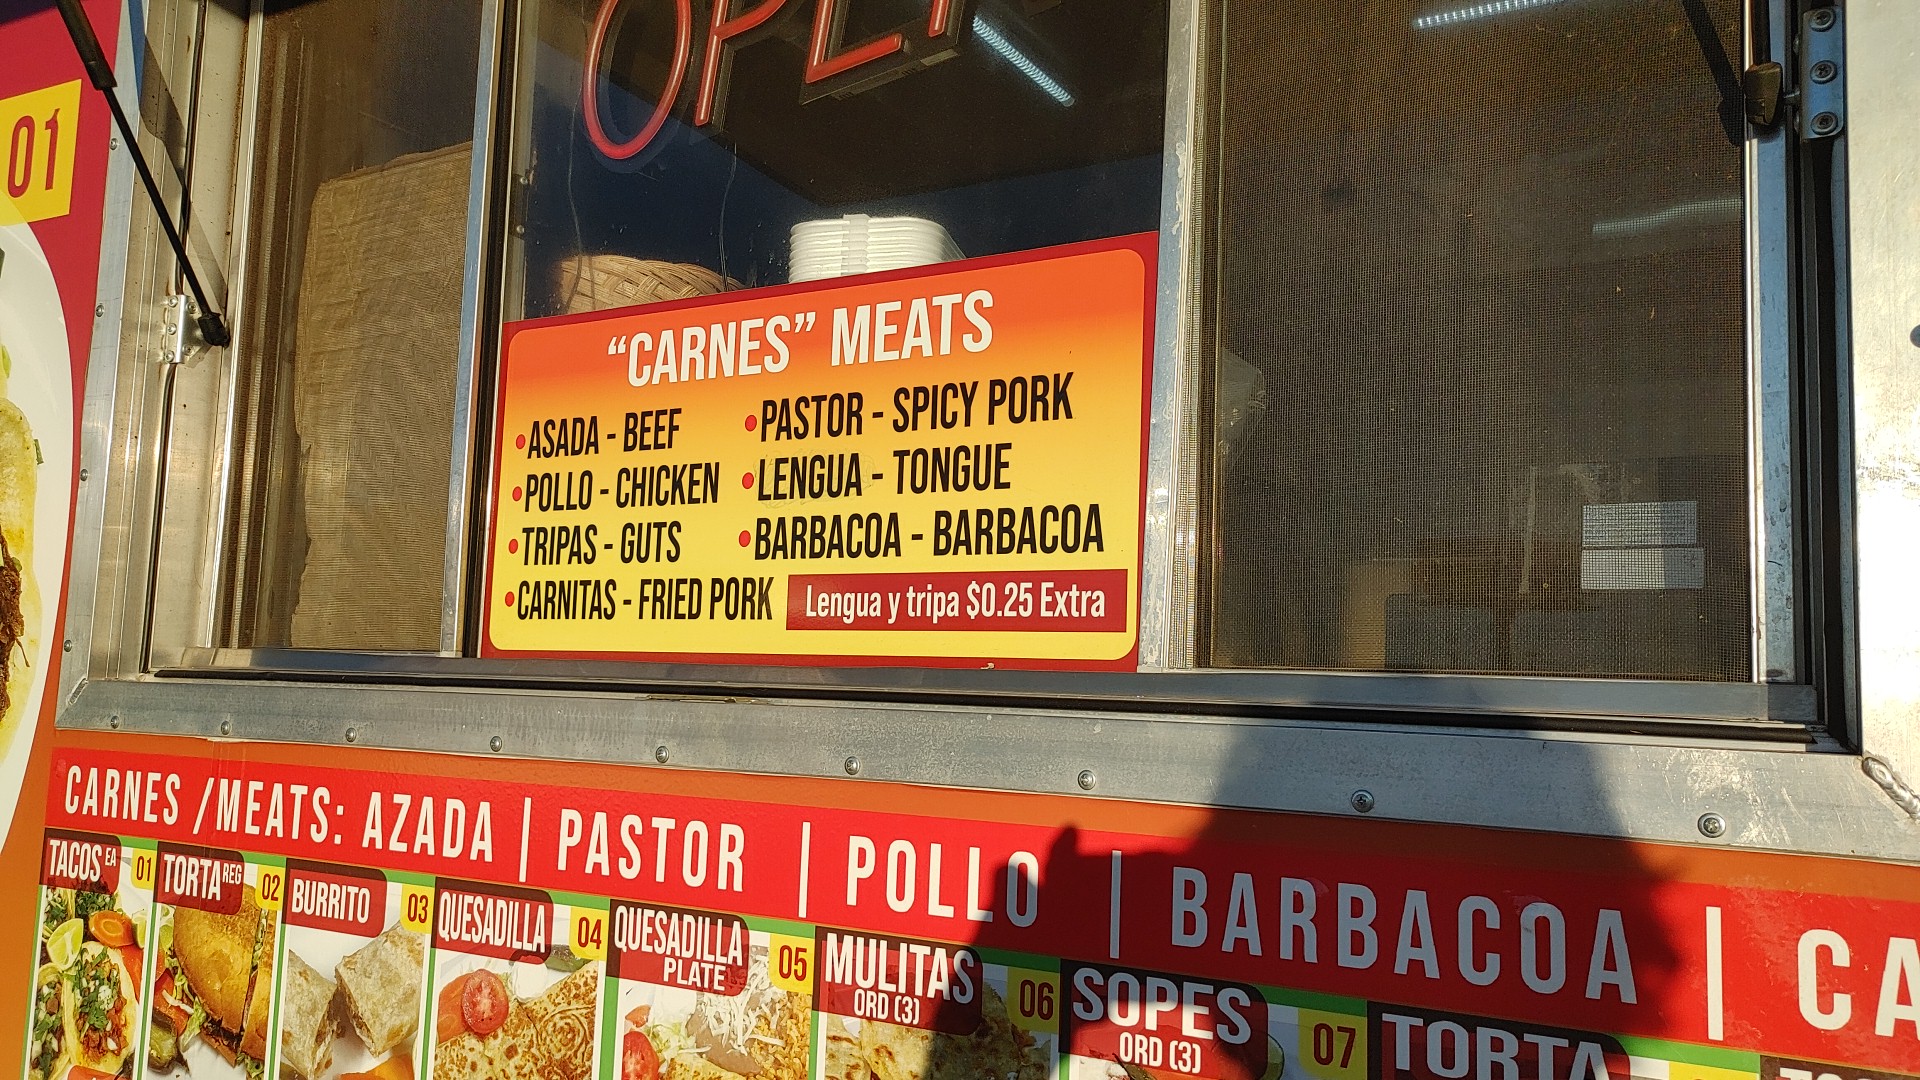 OPEN
01
"CARNES" MEATS
•ASADA - BEEF
•POLLO - CHICKEN
•TRIPAS - GUTS
•CARNITAS - FRIED PORK
•PASTOR - SPICY PORK
•LENGUA - TONGUE
•BARBACOA - BARBACOA
Lengua y tripa $0.25 Extra
CARNES /MEATS: AZADA | PASTOR | POLLO | BARBACOA | CA
TACOS EA 01
TORTA REG 02
BURRITO 03
QUESADILLA 04
QUESADILLA 05
PLATE
MULITAS 06
ORD (3)
SOPES 07
ORD (3)
TORTA